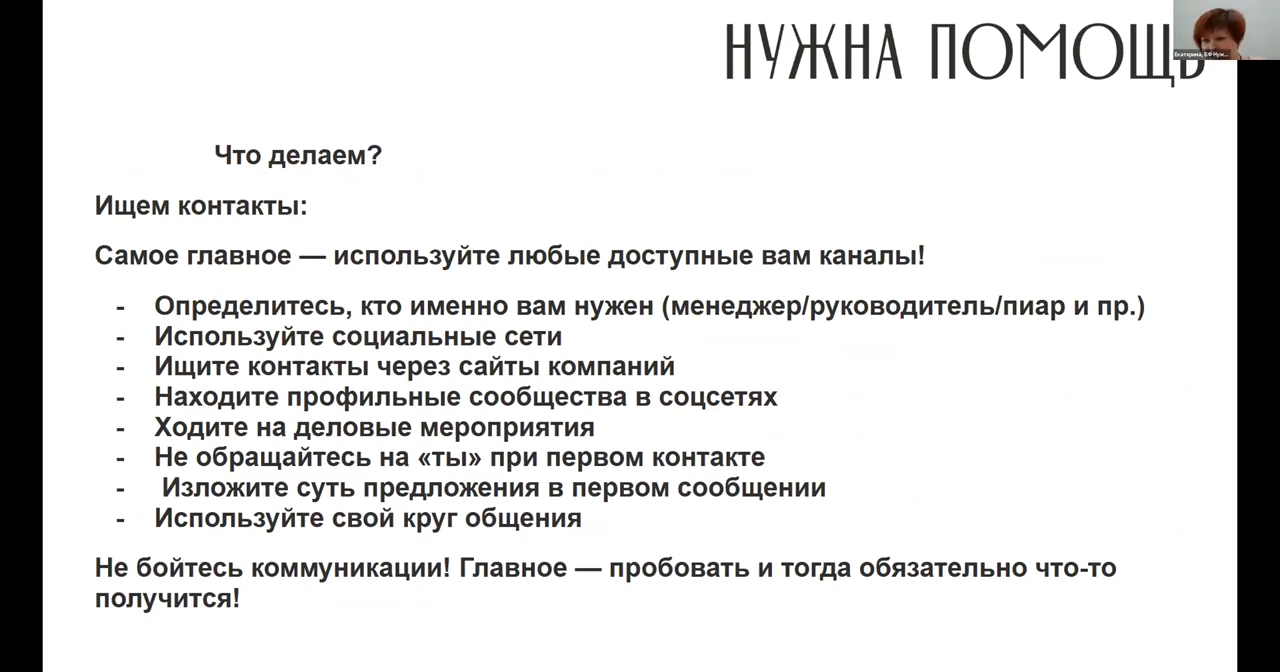 НУЖНА ПОМОЩЬ
Екатерина, БФ Нуж...
Что делаем?
Ищем контакты:
Самое главное — используйте любые доступные вам каналы!
- Определитесь, кто именно вам нужен (менеджер/руководитель/пиар и пр.)
- Используйте социальные сети
- Ищите контакты через сайты компаний
- Находите профильные сообщества в соцсетях
- Ходите на деловые мероприятия
- Не обращайтесь на «ты» при первом контакте
- Изложите суть предложения в первом сообщении
- Используйте свой круг общения
Не бойтесь коммуникации! Главное — пробовать и тогда обязательно что-то
получится!